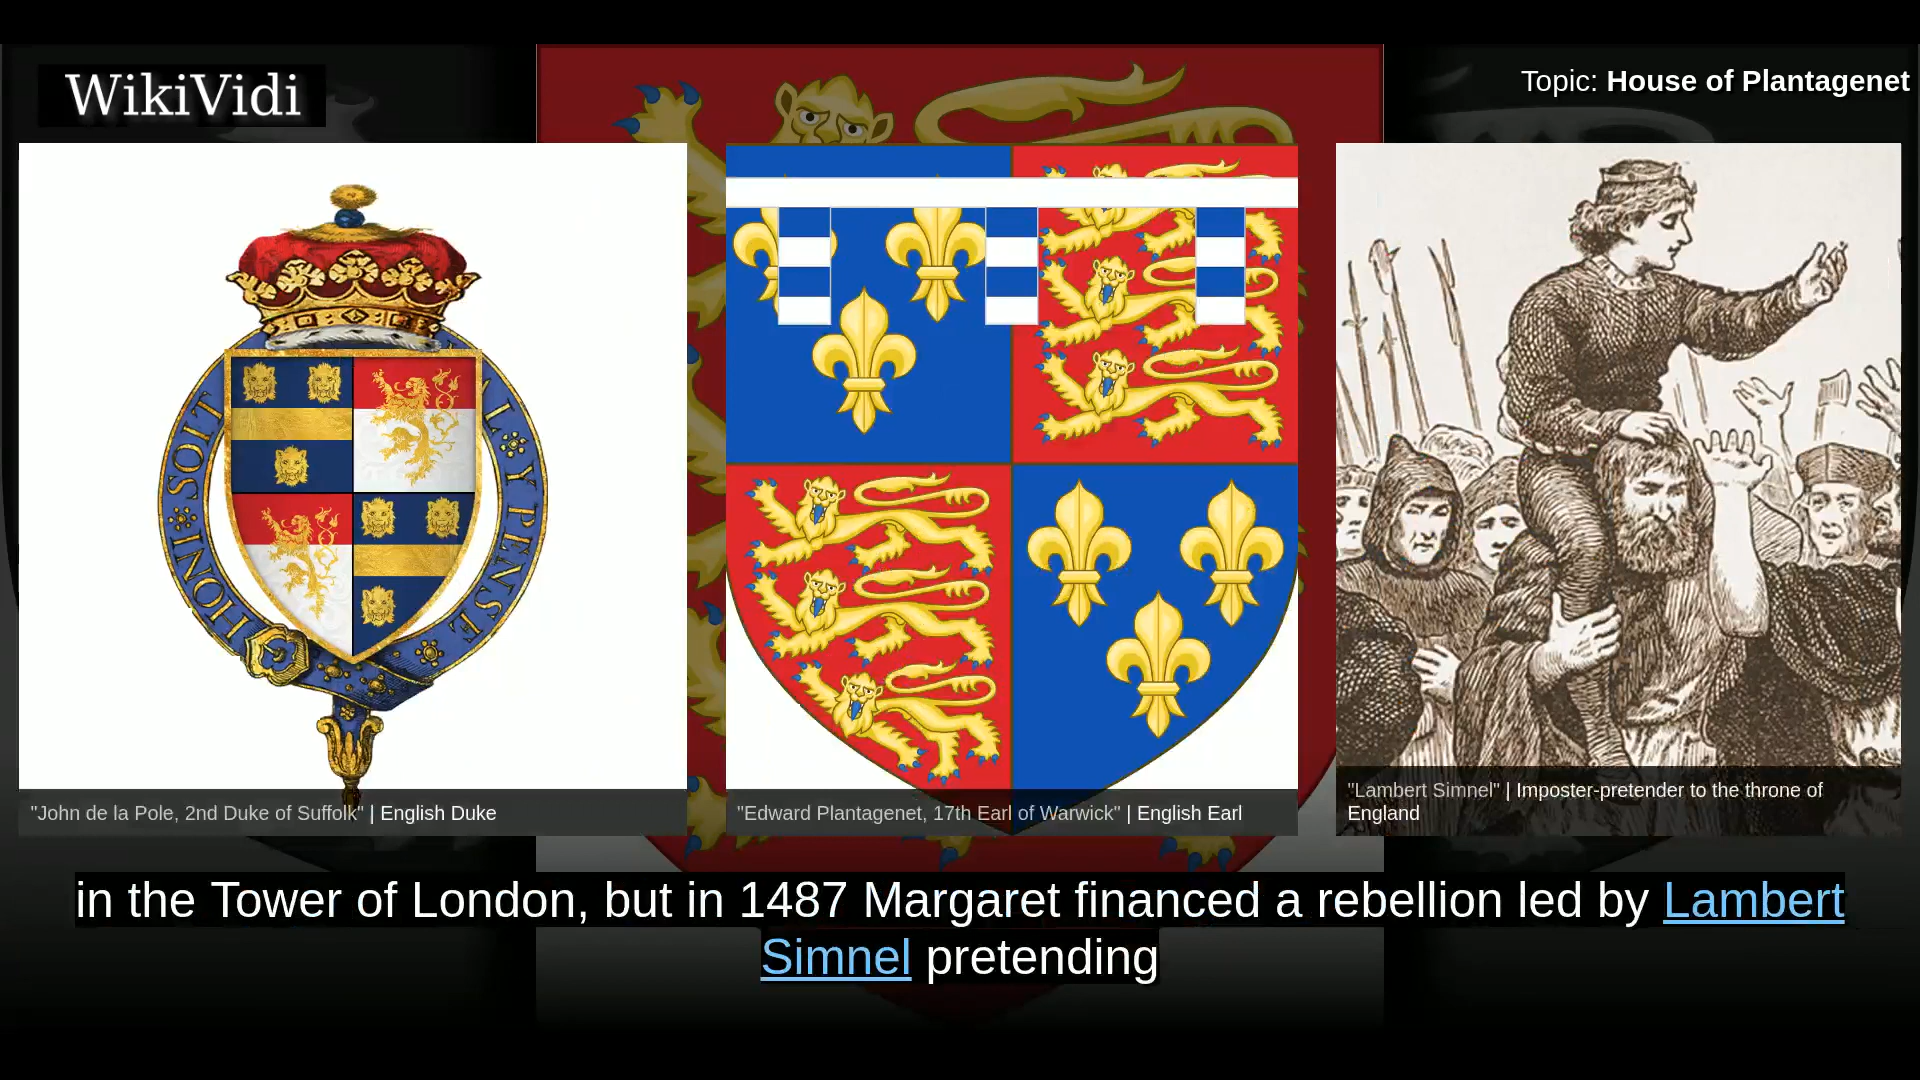 WikiVidi
Topic: House of Plantagenet
HONI·SOIT
L·Y·PENSE
"John de la Pole, 2nd Duke of Suffolk" | English Duke
"Edward Plantagenet, 17th Earl of Warwick" | English Earl
"Lambert Simnel" | Imposter-pretender to the throne of
England
in the Tower of London, but in 1487 Margaret financed a rebellion led by Lambert
Simnel pretending